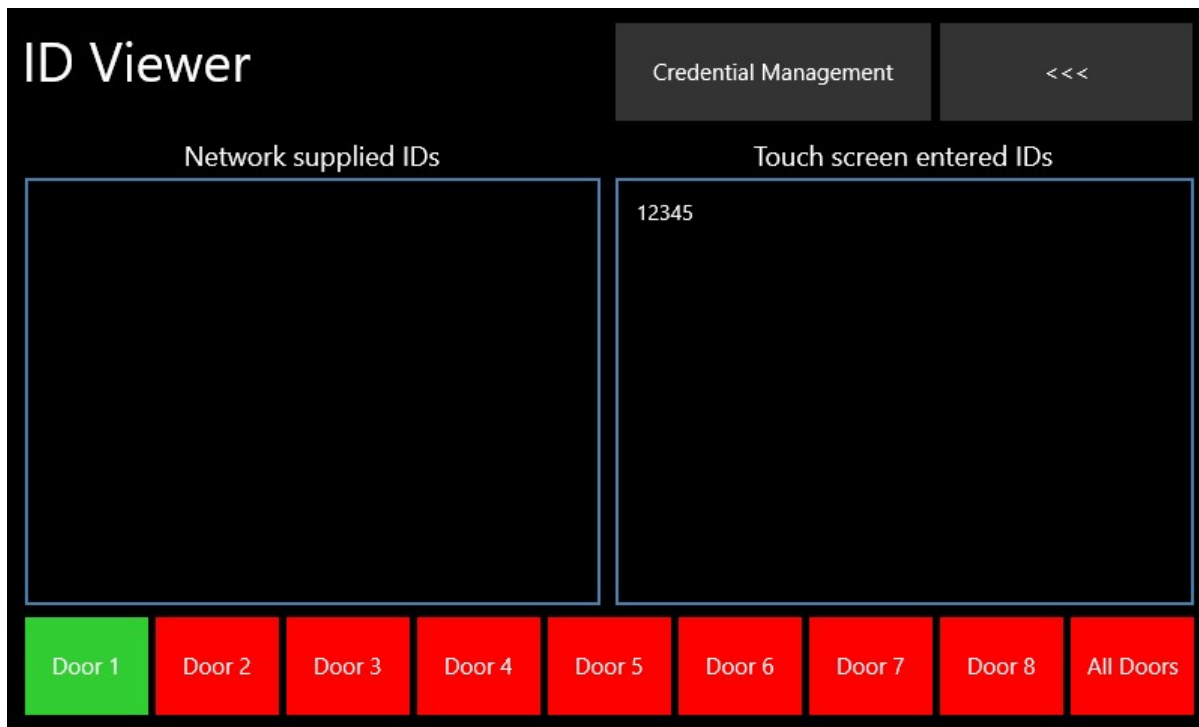 ID Viewer
Credential Management
<<<
Network supplied IDs
Touch screen entered IDs
12345
Door 1
Door 2
Door 3
Door 4
Door 5
Door 6
Door 7
Door 8
All Doors